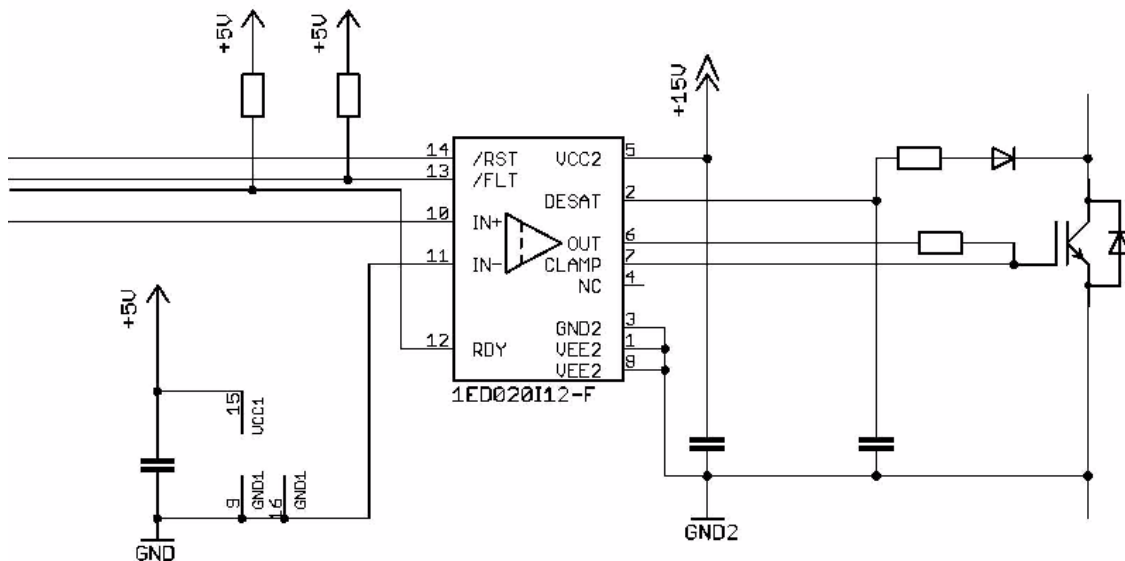 +5V
+5V
+15V
14 /RST VCC2 5
13 /FLT
DESAT 2
10 IN+
OUT 6
11 IN- CLAMP 7
NC 4
+5V
GND2 3
12 RDY VEE2 1
VEE2 8
1ED020I12-F
15 VCC1
9 GND1
16 GND1
GND
GND2